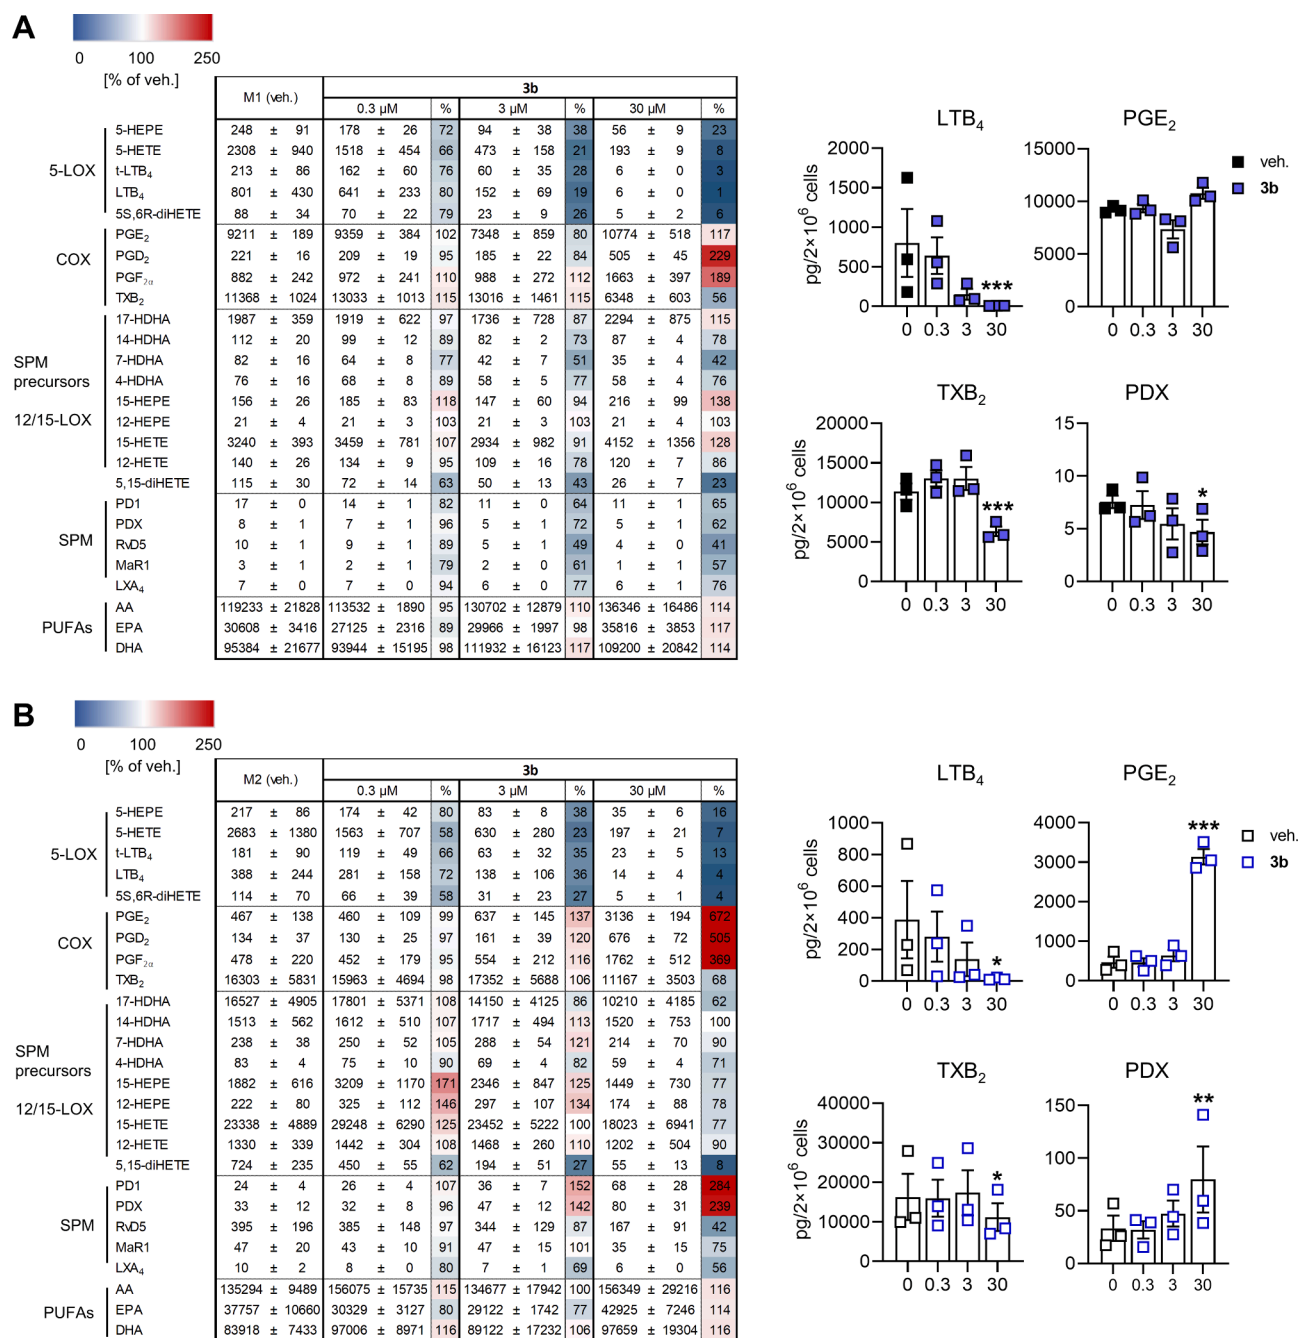 A
0 100 250
[% of veh.]
M1 (veh.) 3b
0.3 µM % 3 µM % 30 µM %
5-LOX
5-HEPE 248 ± 91 178 ± 26 72 94 ± 38 38 56 ± 9 23
5-HETE 2308 ± 940 1518 ± 454 66 473 ± 158 21 193 ± 9 8
t-LTB4 213 ± 86 162 ± 60 76 60 ± 35 28 6 ± 0 3
LTB4 801 ± 430 641 ± 233 80 152 ± 69 19 6 ± 0 1
5S,6R-diHETE 88 ± 34 70 ± 22 79 23 ± 9 26 5 ± 2 6
COX
PGE2 9211 ± 189 9359 ± 384 102 7348 ± 859 80 10774 ± 518 117
PGD2 221 ± 16 209 ± 19 95 185 ± 22 84 505 ± 45 229
PGF2α 882 ± 242 972 ± 241 110 988 ± 272 112 1663 ± 397 189
TXB2 11368 ± 1024 13033 ± 1013 115 13016 ± 1461 115 6348 ± 603 56
SPM
precursors
12/15-LOX
17-HDHA 1987 ± 359 1919 ± 622 97 1736 ± 728 87 2294 ± 875 115
14-HDHA 112 ± 20 99 ± 12 89 82 ± 2 73 87 ± 4 78
7-HDHA 82 ± 16 64 ± 8 77 42 ± 7 51 35 ± 4 42
4-HDHA 76 ± 16 68 ± 8 89 58 ± 5 77 58 ± 4 76
15-HEPE 156 ± 26 185 ± 83 118 147 ± 60 94 216 ± 99 138
12-HEPE 21 ± 4 21 ± 3 103 21 ± 3 103 21 ± 4 103
15-HETE 3240 ± 393 3459 ± 781 107 2934 ± 982 91 4152 ± 1356 128
12-HETE 140 ± 26 134 ± 9 95 109 ± 16 78 120 ± 7 86
5,15-diHETE 115 ± 30 72 ± 14 63 50 ± 13 43 26 ± 7 23
SPM
PD1 17 ± 0 14 ± 1 82 11 ± 0 64 11 ± 1 65
PDX 8 ± 1 7 ± 1 96 5 ± 1 72 5 ± 1 62
RvD5 10 ± 1 9 ± 1 89 5 ± 1 49 4 ± 0 41
MaR1 3 ± 1 2 ± 1 79 2 ± 0 61 1 ± 1 57
LXA4 7 ± 0 7 ± 0 94 6 ± 0 77 6 ± 1 76
PUFAs
AA 119233 ± 21828 113532 ± 1890 95 130702 ± 12879 110 136346 ± 16486 114
EPA 30608 ± 3416 27125 ± 2316 89 29966 ± 1997 98 35816 ± 3853 117
DHA 95384 ± 21677 93944 ± 15195 98 111932 ± 16123 117 109200 ± 20842 114
LTB4
pg/2×10⁶ cells
2000
1500
1000
500
0
***
0 0.3 3 30
PGE2
15000
10000
5000
0
0 0.3 3 30
veh.
3b
TXB2
pg/2×10⁶ cells
20000
15000
10000
5000
0
***
0 0.3 3 30
PDX
15
10
5
0
*
0 0.3 3 30
B
0 100 250
[% of veh.]
M2 (veh.) 3b
0.3 µM % 3 µM % 30 µM %
5-LOX
5-HEPE 217 ± 86 174 ± 42 80 83 ± 8 38 35 ± 6 16
5-HETE 2683 ± 1380 1563 ± 707 58 630 ± 280 23 197 ± 21 7
t-LTB4 181 ± 90 119 ± 49 66 63 ± 32 35 23 ± 5 13
LTB4 388 ± 244 281 ± 158 72 138 ± 106 36 14 ± 4 4
5S,6R-diHETE 114 ± 70 66 ± 39 58 31 ± 23 27 5 ± 1 4
COX
PGE2 467 ± 138 460 ± 109 99 637 ± 145 137 3136 ± 194 672
PGD2 134 ± 37 130 ± 25 97 161 ± 39 120 676 ± 72 505
PGF2α 478 ± 220 452 ± 179 95 554 ± 212 116 1762 ± 512 369
TXB2 16303 ± 5831 15963 ± 4694 98 17352 ± 5688 106 11167 ± 3503 68
SPM
precursors
12/15-LOX
17-HDHA 16527 ± 4905 17801 ± 5371 108 14150 ± 4125 86 10210 ± 4185 62
14-HDHA 1513 ± 562 1612 ± 510 107 1717 ± 494 113 1520 ± 753 100
7-HDHA 238 ± 38 250 ± 52 105 288 ± 54 121 214 ± 70 90
4-HDHA 83 ± 4 75 ± 10 90 69 ± 4 82 59 ± 4 71
15-HEPE 1882 ± 616 3209 ± 1170 171 2346 ± 847 125 1449 ± 730 77
12-HEPE 222 ± 80 325 ± 112 146 297 ± 107 134 174 ± 88 78
15-HETE 23338 ± 4889 29248 ± 6290 125 23452 ± 5222 100 18023 ± 6941 77
12-HETE 1330 ± 339 1442 ± 304 108 1468 ± 260 110 1202 ± 504 90
5,15-diHETE 724 ± 235 450 ± 55 62 194 ± 51 27 55 ± 13 8
SPM
PD1 24 ± 4 26 ± 4 107 36 ± 7 152 68 ± 28 284
PDX 33 ± 12 32 ± 8 96 47 ± 12 142 80 ± 31 239
RvD5 395 ± 196 385 ± 148 97 344 ± 129 87 167 ± 91 42
MaR1 47 ± 20 43 ± 10 91 47 ± 15 101 35 ± 15 75
LXA4 10 ± 2 8 ± 0 80 7 ± 1 69 6 ± 0 56
PUFAs
AA 135294 ± 9489 156075 ± 15735 115 134677 ± 17942 100 156349 ± 29216 116
EPA 37757 ± 10660 30329 ± 3127 80 29122 ± 1742 77 42925 ± 7246 114
DHA 83918 ± 7433 97006 ± 8971 116 89122 ± 17232 106 97659 ± 19304 116
LTB4
pg/2×10⁶ cells
1000
800
600
400
200
0
*
0 0.3 3 30
PGE2
4000
3000
2000
1000
0
***
0 0.3 3 30
veh.
3b
TXB2
pg/2×10⁶ cells
40000
30000
20000
10000
0
*
0 0.3 3 30
PDX
150
100
50
0
**
0 0.3 3 30